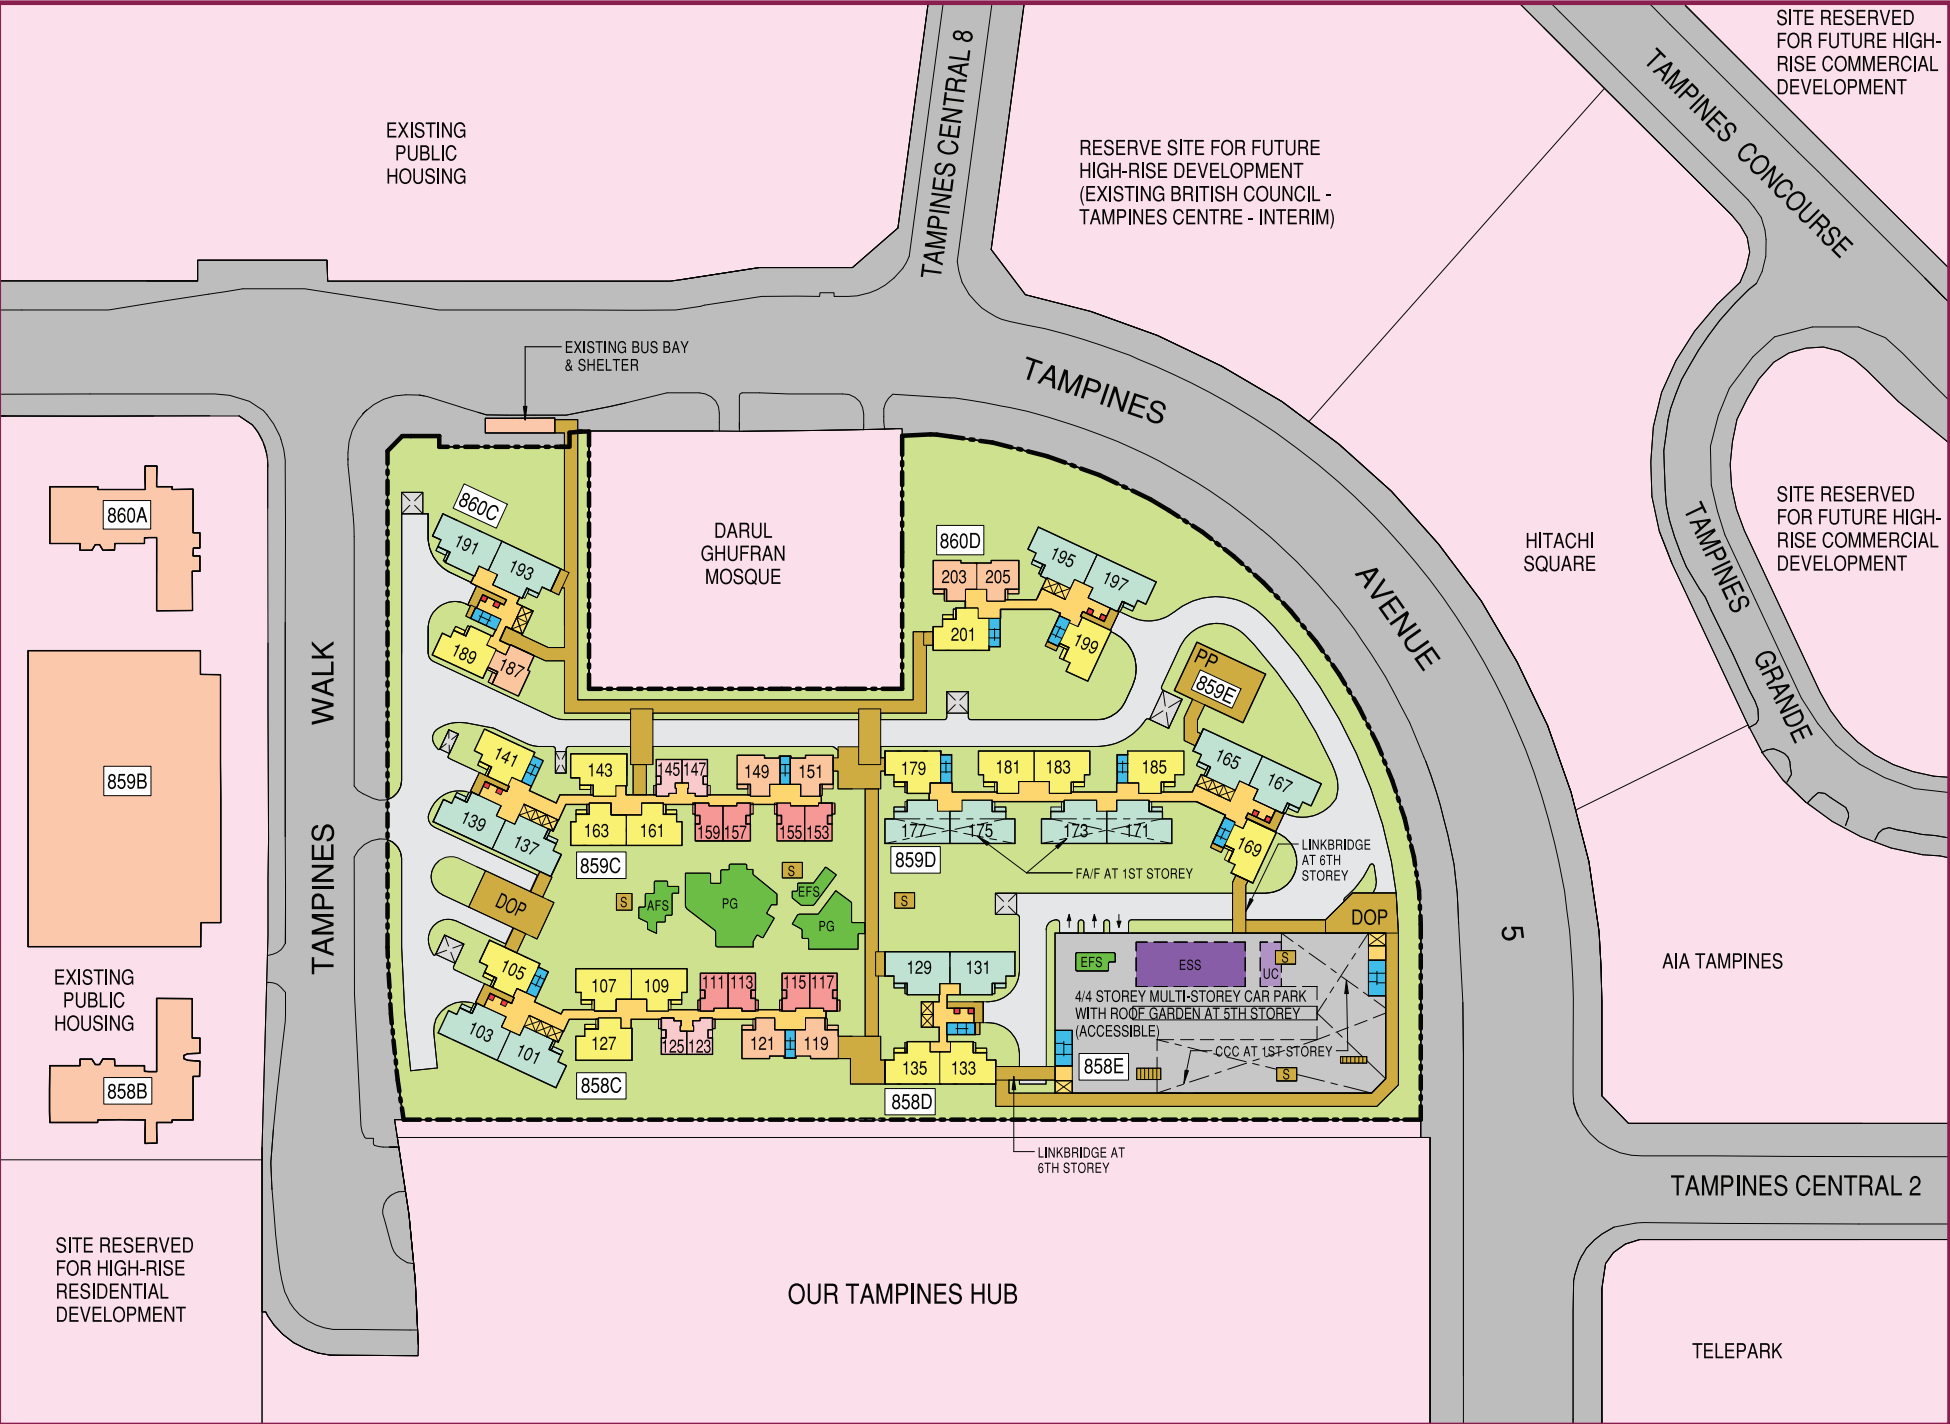 EXISTING
PUBLIC
HOUSING
TAMPINES CENTRAL 8
RESERVE SITE FOR FUTURE
HIGH-RISE DEVELOPMENT
(EXISTING BRITISH COUNCIL -
TAMPINES CENTRE - INTERIM)
SITE RESERVED
FOR FUTURE HIGH-
RISE COMMERCIAL
DEVELOPMENT
TAMPINES CONCOURSE
EXISTING BUS BAY
& SHELTER
TAMPINES
AVENUE
5
HITACHI
SQUARE
SITE RESERVED
FOR FUTURE HIGH-
RISE COMMERCIAL
DEVELOPMENT
TAMPINES
GRANDE
860A
859B
EXISTING
PUBLIC
HOUSING
858B
TAMPINES WALK
860C
191
193
189
187
DARUL
GHUFRAN
MOSQUE
860D
203
205
195
197
201
199
PP
859E
141
143
145
147
149
151
139
137
163
161
159
157
155
153
859C
179
181
183
185
165
167
177
175
173
171
169
859D
FA/F AT 1ST STOREY
LINKBRIDGE
AT 6TH
STOREY
DOP
S
AFS
PG
S
EFS
PG
S
DOP
105
107
109
111
113
115
117
103
101
127
125
123
121
119
858C
129
131
135
133
858D
EFS
ESS
UC
S
4/4 STOREY MULTI-STOREY CAR PARK
WITH ROOF GARDEN AT 5TH STOREY
(ACCESSIBLE)
CCC AT 1ST STOREY
858E
S
LINKBRIDGE AT
6TH STOREY
AIA TAMPINES
TAMPINES CENTRAL 2
SITE RESERVED
FOR HIGH-RISE
RESIDENTIAL
DEVELOPMENT
OUR TAMPINES HUB
TELEPARK